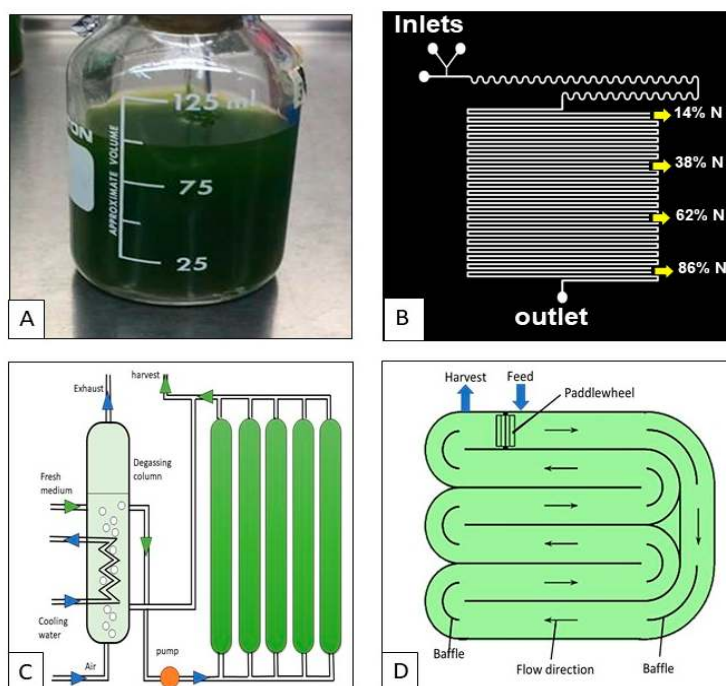 125 ml
APPROXIMATE VOLUME
75
25
A
Inlets
14% N
38% N
62% N
86% N
outlet
B
harvest
Exhaust
Degassing
column
Fresh
medium
Cooling
water
pump
Air
C
Harvest
Feed
Paddlewheel
Baffle
Flow direction
Baffle
D